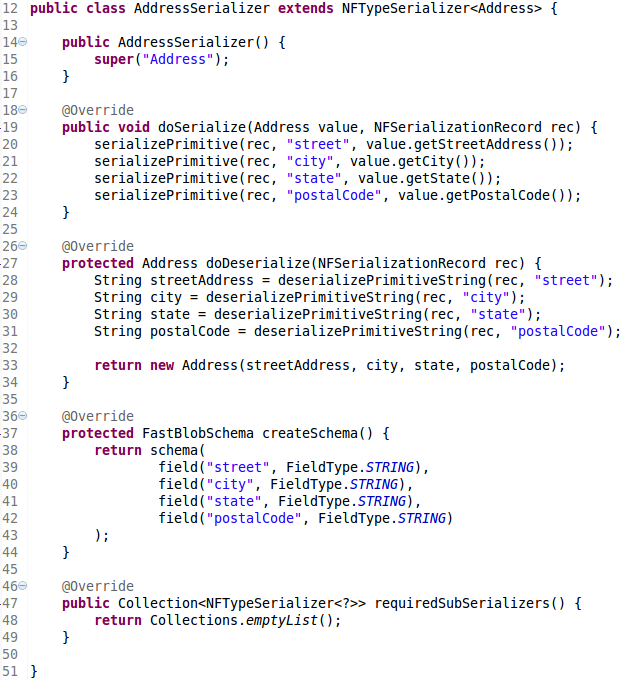 12 public class AddressSerializer extends NFTypeSerializer<Address> {
13
14 public AddressSerializer() {
15 super("Address");
16 }
17
18 @Override
19 public void doSerialize(Address value, NFSerializationRecord rec) {
20 serializePrimitive(rec, "street", value.getStreetAddress());
21 serializePrimitive(rec, "city", value.getCity());
22 serializePrimitive(rec, "state", value.getState());
23 serializePrimitive(rec, "postalCode", value.getPostalCode());
24 }
25
26 @Override
27 protected Address doDeserialize(NFSerializationRecord rec) {
28 String streetAddress = deserializePrimitiveString(rec, "street");
29 String city = deserializePrimitiveString(rec, "city");
30 String state = deserializePrimitiveString(rec, "state");
31 String postalCode = deserializePrimitiveString(rec, "postalCode");
32
33 return new Address(streetAddress, city, state, postalCode);
34 }
35
36 @Override
37 protected FastBlobSchema createSchema() {
38 return schema(
39 field("street", FieldType.STRING),
40 field("city", FieldType.STRING),
41 field("state", FieldType.STRING),
42 field("postalCode", FieldType.STRING)
43 );
44 }
45
46 @Override
47 public Collection<NFTypeSerializer<?>> requiredSubSerializers() {
48 return Collections.emptyList();
49 }
50
51 }